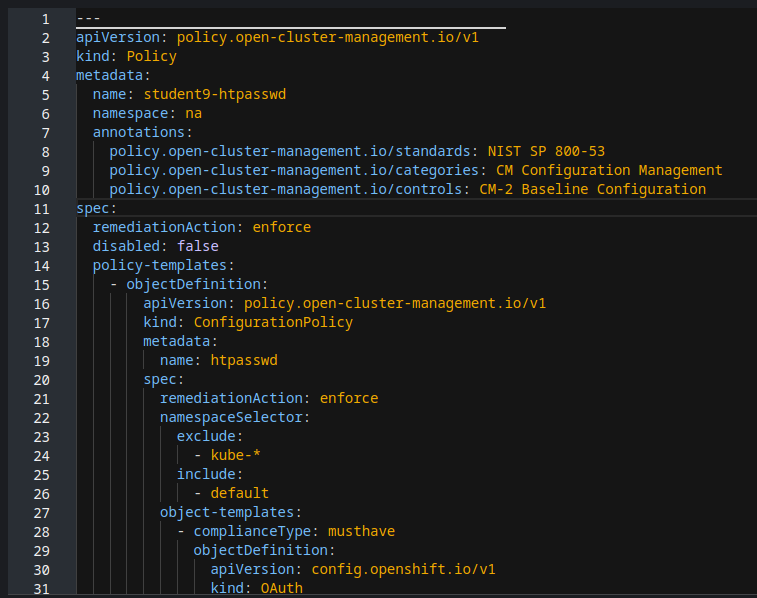 1 ---
2 apiVersion: policy.open-cluster-management.io/v1
3 kind: Policy
4 metadata:
5   name: student9-htpasswd
6   namespace: na
7   annotations:
8     policy.open-cluster-management.io/standards: NIST SP 800-53
9     policy.open-cluster-management.io/categories: CM Configuration Management
10     policy.open-cluster-management.io/controls: CM-2 Baseline Configuration
11 spec:
12   remediationAction: enforce
13   disabled: false
14   policy-templates:
15     - objectDefinition:
16         apiVersion: policy.open-cluster-management.io/v1
17         kind: ConfigurationPolicy
18         metadata:
19           name: htpasswd
20         spec:
21           remediationAction: enforce
22           namespaceSelector:
23             exclude:
24               - kube-*
25             include:
26               - default
27           object-templates:
28             - complianceType: musthave
29               objectDefinition:
30                 apiVersion: config.openshift.io/v1
31                 kind: OAuth